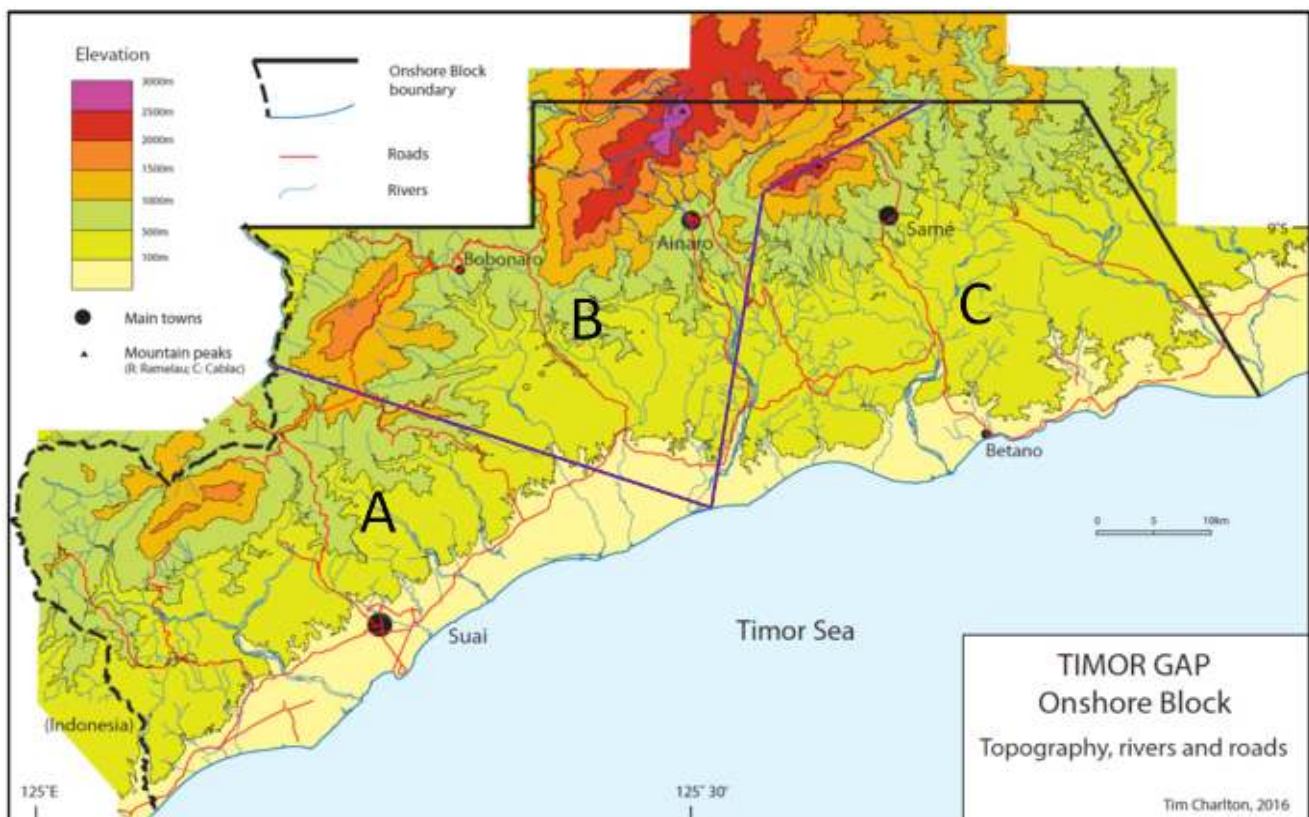 Elevation
3000m
2500m
2000m
1500m
1000m
500m
100m
Onshore Block
boundary
Roads
Rivers
Main towns
Mountain peaks
(R: Ramelau; C: Cablac)
Bobonaro
Ainaro
Same
9°S
A
B
C
Betano
Suai
0 5 10km
Timor Sea
(Indonesia)
125°E
125° 30'
TIMOR GAP
Onshore Block
Topography, rivers and roads
Tim Charlton, 2016